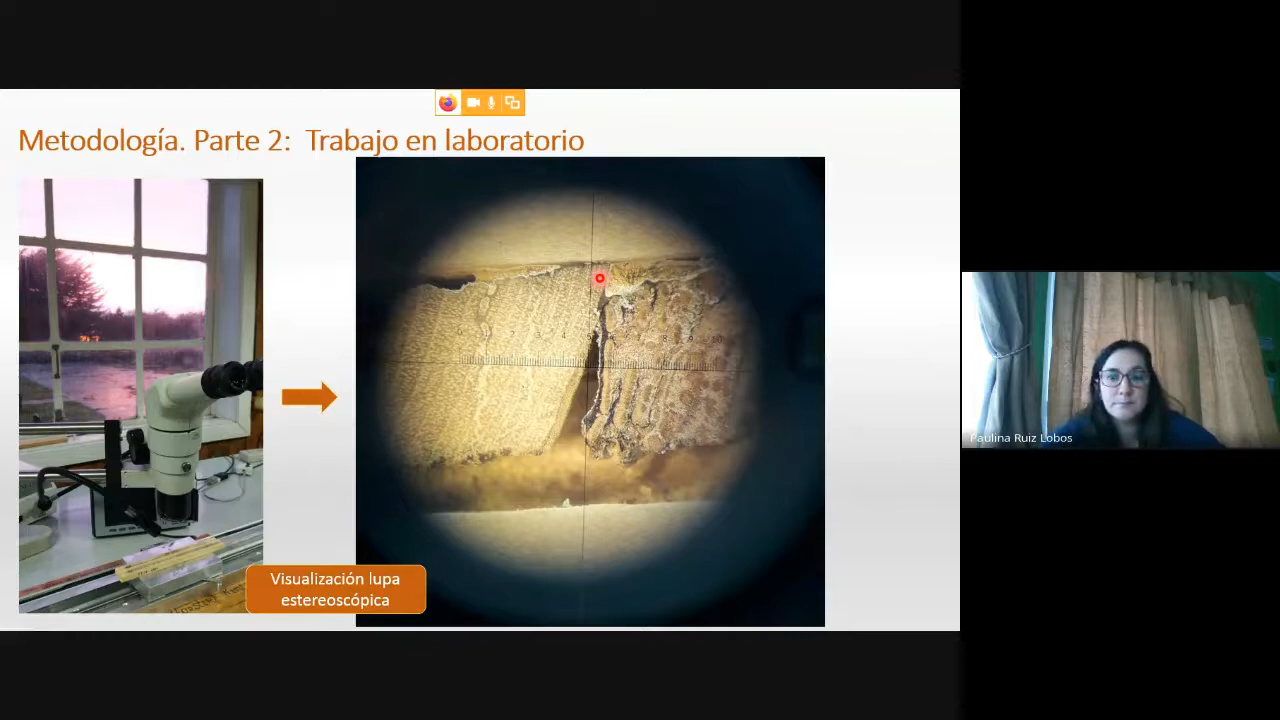 Metodología. Parte 2: Trabajo en laboratorio
Visualización lupa
estereoscópica
Paulina Ruiz Lobos